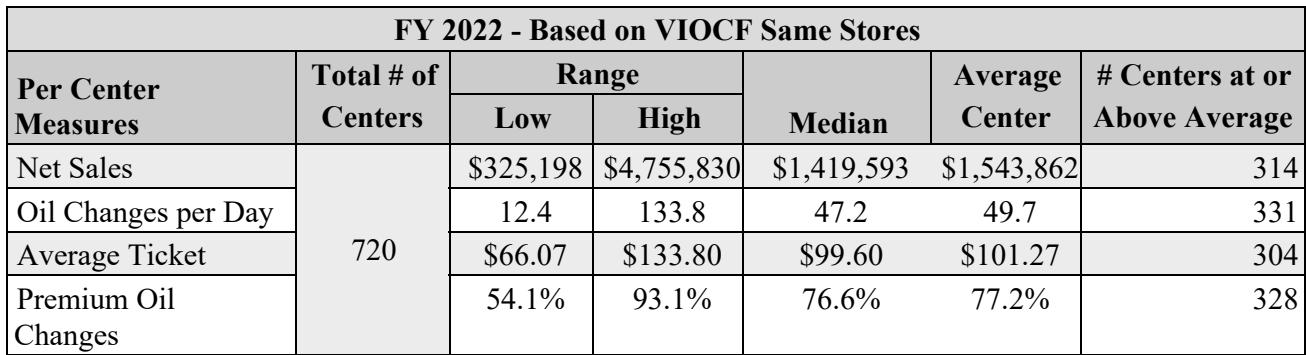 FY 2022 - Based on VIOCF Same Stores
Per Center Measures Total # of Centers Range Low High Median Average Center # Centers at or Above Average
Net Sales 720 $325,198 $4,755,830 $1,419,593 $1,543,862 314
Oil Changes per Day 12.4 133.8 47.2 49.7 331
Average Ticket $66.07 $133.80 $99.60 $101.27 304
Premium Oil Changes 54.1% 93.1% 76.6% 77.2% 328